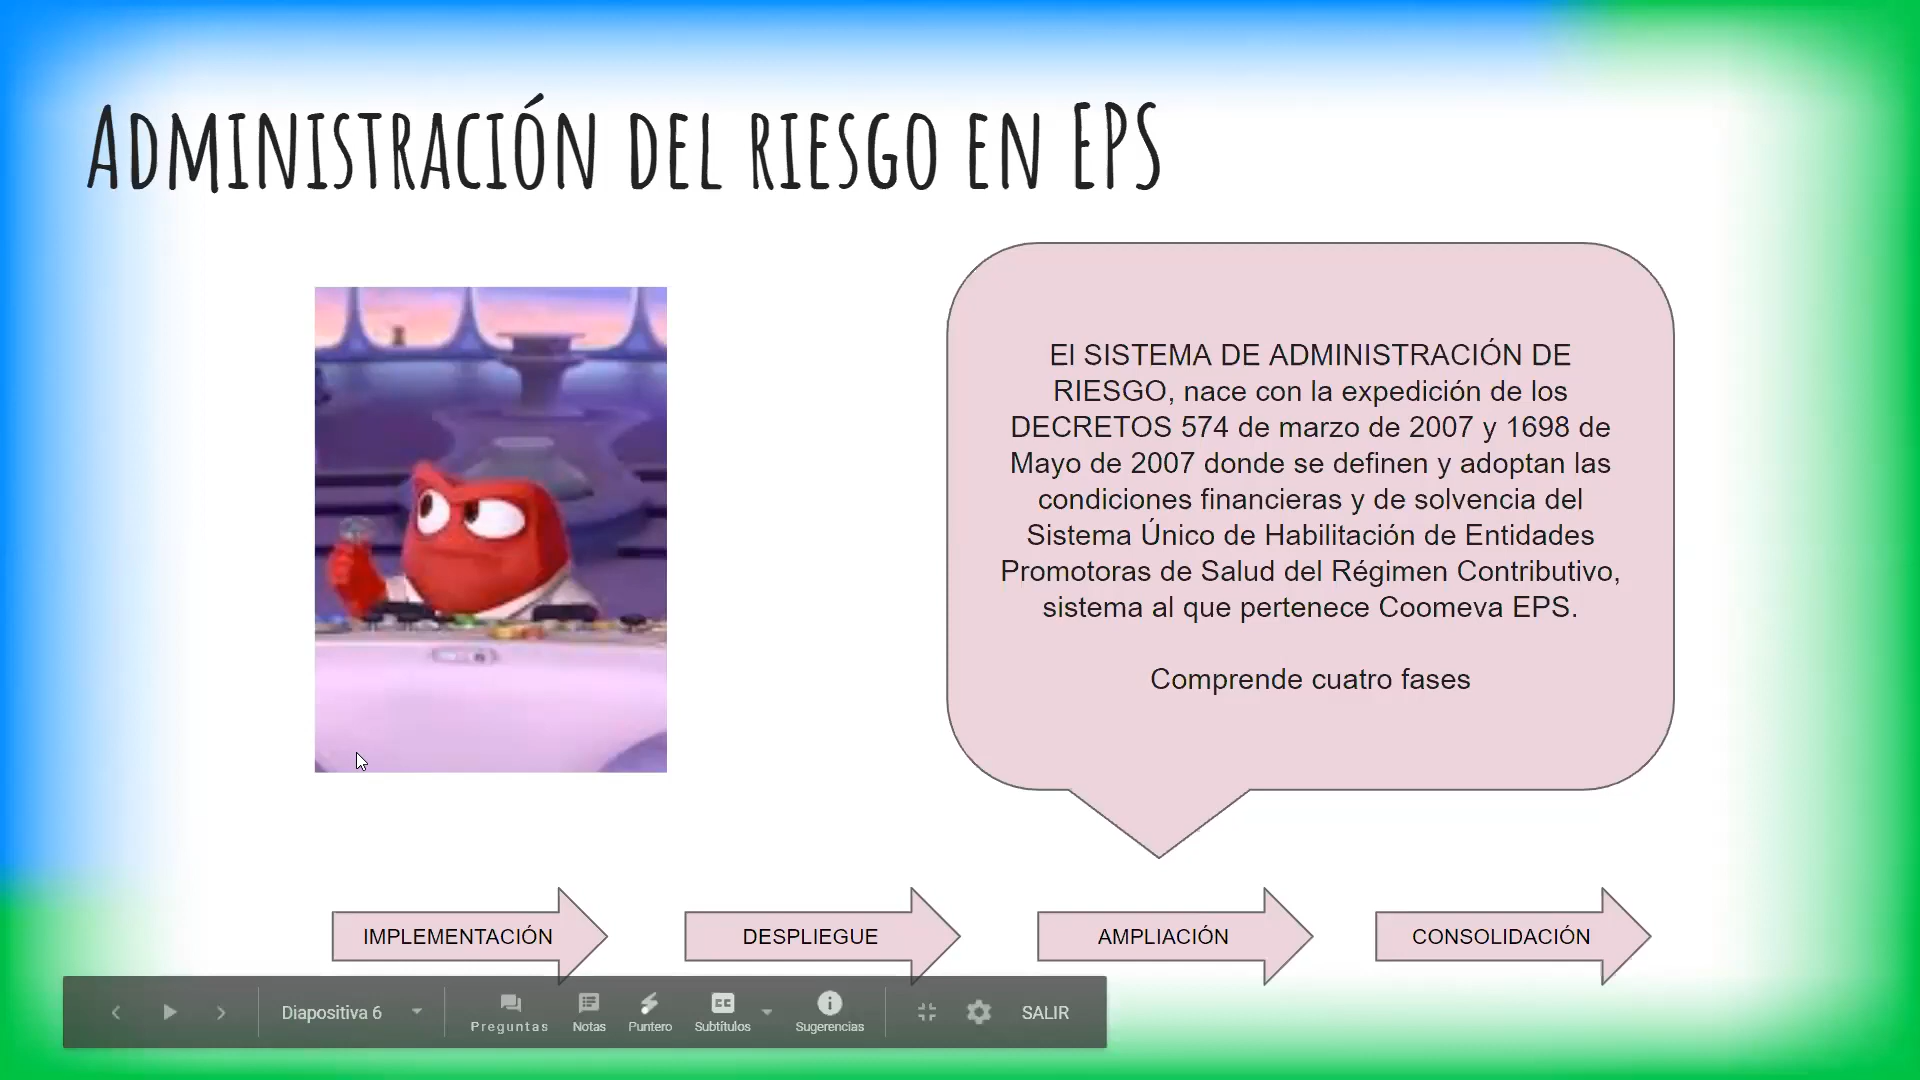 ADMINISTRACIÓN DEL RIESGO EN EPS
El SISTEMA DE ADMINISTRACIÓN DE
RIESGO, nace con la expedición de los
DECRETOS 574 de marzo de 2007 y 1698 de
Mayo de 2007 donde se definen y adoptan las
condiciones financieras y de solvencia del
Sistema Único de Habilitación de Entidades
Promotoras de Salud del Régimen Contributivo,
sistema al que pertenece Coomeva EPS.
Comprende cuatro fases
IMPLEMENTACIÓN
DESPLIEGUE
AMPLIACIÓN
CONSOLIDACIÓN
Diapositiva 6
Preguntas
Notas
Puntero
CC
Subtítulos
Sugerencias
SALIR